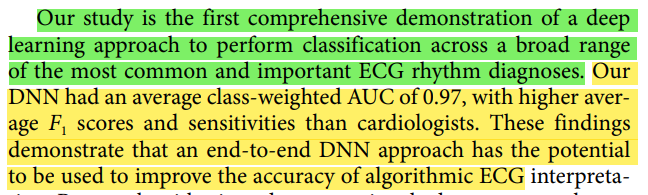 Our study is the first comprehensive demonstration of a deep
learning approach to perform classification across a broad range
of the most common and important ECG rhythm diagnoses. Our
DNN had an average class-weighted AUC of 0.97, with higher aver-
age F1 scores and sensitivities than cardiologists. These findings
demonstrate that an end-to-end DNN approach has the potential
to be used to improve the accuracy of algorithmic ECG interpreta-